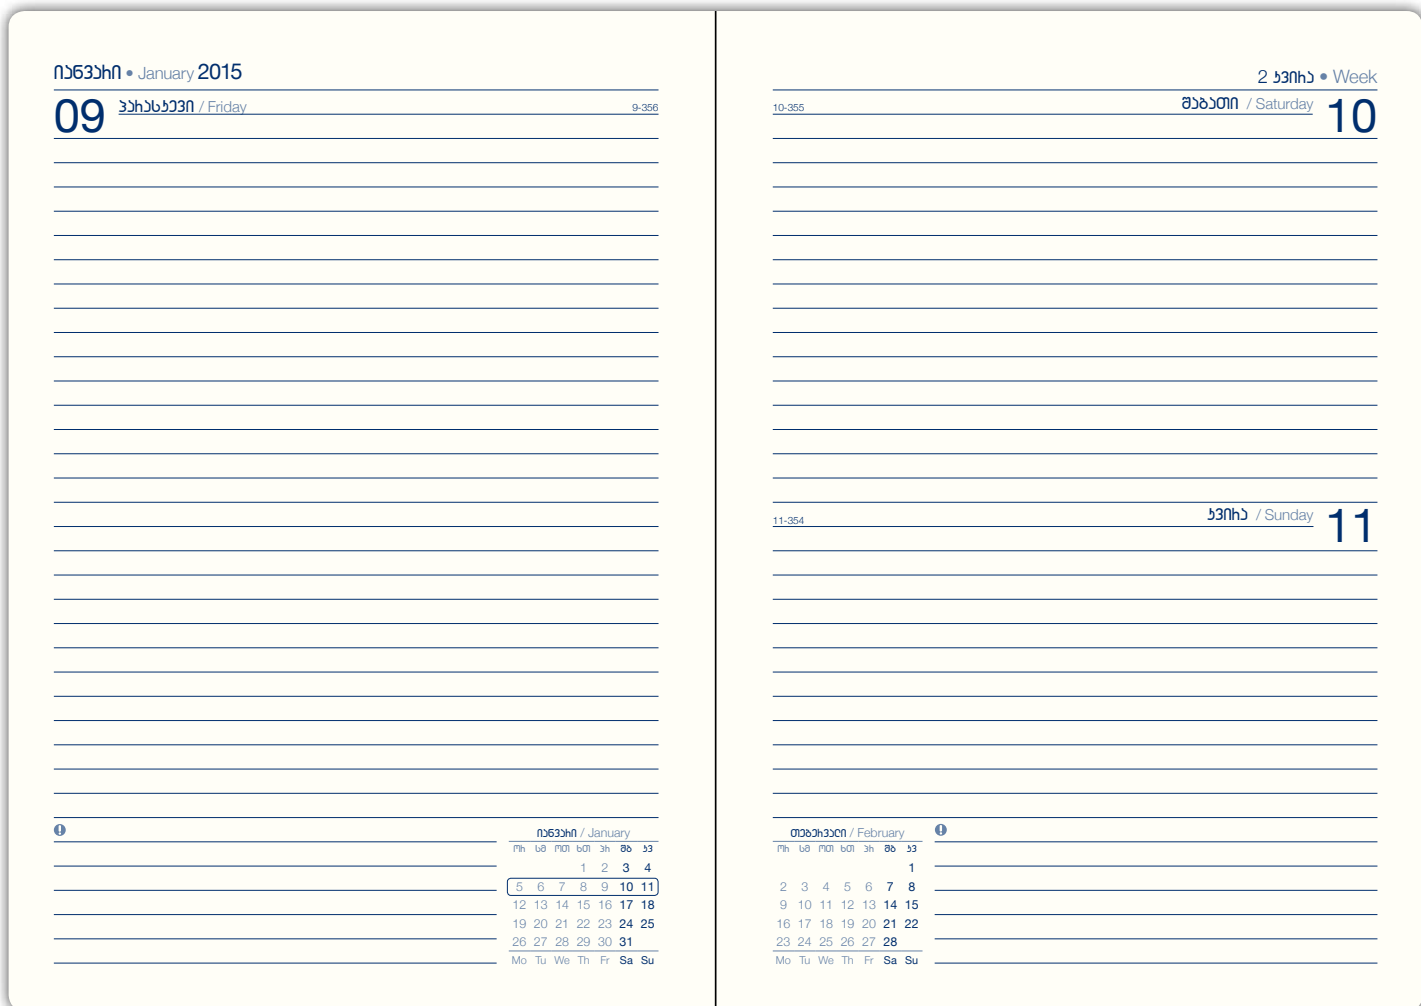 იანვარი • January 2015
09 პარასკევი / Friday 9-356
იანვარი / January
ორ სმ ოთ ხთ პრ შბ კვ
1 2 3 4
5 6 7 8 9 10 11
12 13 14 15 16 17 18
19 20 21 22 23 24 25
26 27 28 29 30 31
Mo Tu We Th Fr Sa Su
2 კვირა • Week
10-355 შაბათი / Saturday 10
11-354 კვირა / Sunday 11
თებერვალი / February
ორ სმ ოთ ხთ პრ შბ კვ
1
2 3 4 5 6 7 8
9 10 11 12 13 14 15
16 17 18 19 20 21 22
23 24 25 26 27 28
Mo Tu We Th Fr Sa Su